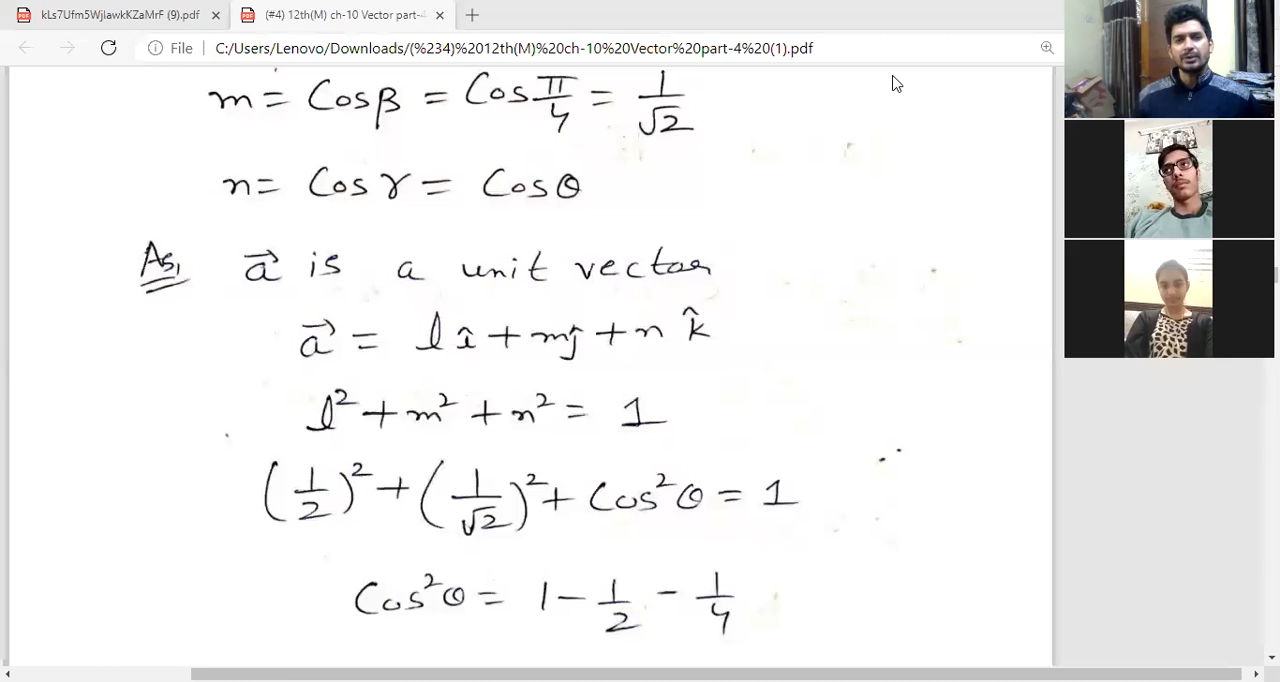 kLs7Ufm5WjlawkKZaMrF (9).pdf
(#4) 12th(M) ch-10 Vector part-4
File
C:/Users/Lenovo/Downloads/(%234)%2012th(M)%20ch-10%20Vector%20part-4%20(1).pdf
m = Cosβ = Cos π/4 = 1/√2
n = Cos γ = Cos θ
As, a⃗ is a unit vector
a⃗ = l î + mĵ + n k̂
l² + m² + n² = 1
(1/2)² + (1/√2)² + Cos²θ = 1
Cos²θ = 1 - 1/2 - 1/4